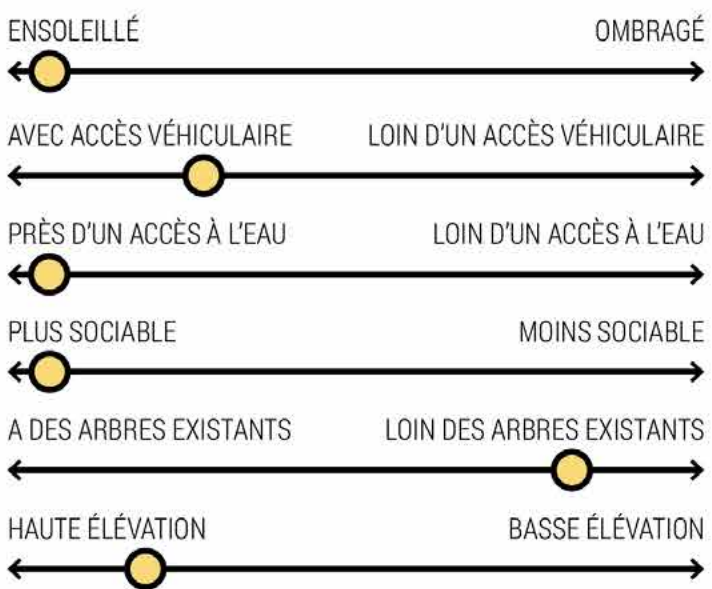 ENSOLEILLÉ OMBRAGÉ
AVEC ACCÈS VÉHICULAIRE LOIN D'UN ACCÈS VÉHICULAIRE
PRÈS D'UN ACCÈS À L'EAU LOIN D'UN ACCÈS À L'EAU
PLUS SOCIABLE MOINS SOCIABLE
A DES ARBRES EXISTANTS LOIN DES ARBRES EXISTANTS
HAUTE ÉLÉVATION BASSE ÉLÉVATION